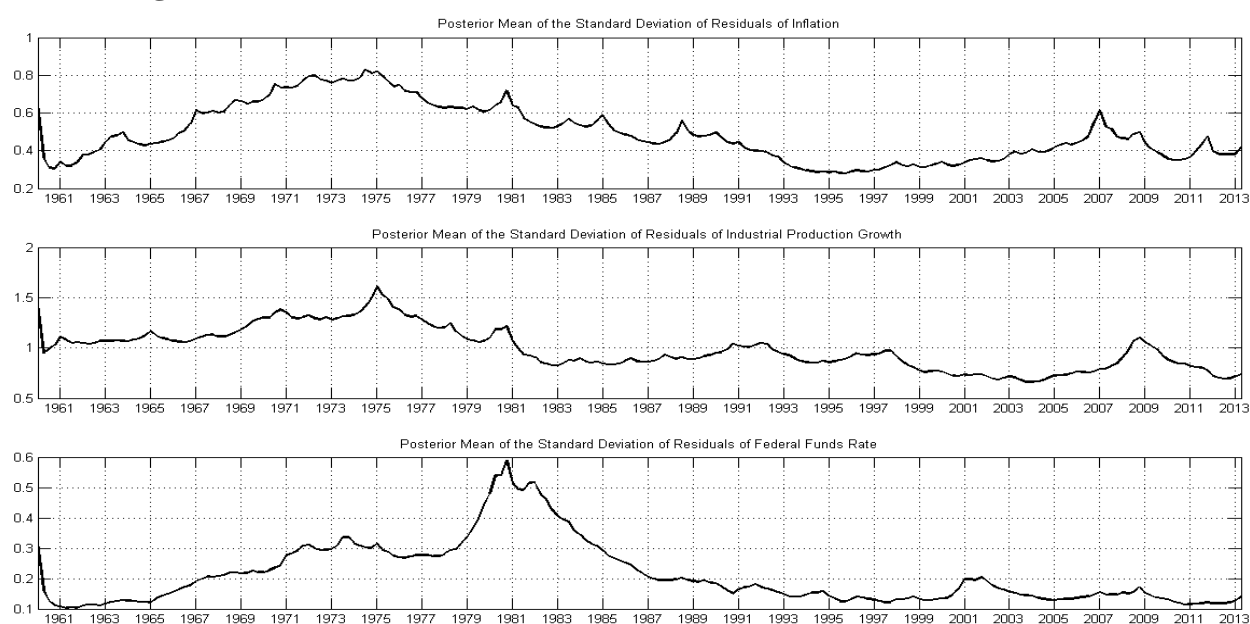 Posterior Mean of the Standard Deviation of Residuals of Inflation
1
0.8
0.6
0.4
0.2
1961 1963 1965 1967 1969 1971 1973 1975 1977 1979 1981 1983 1985 1987 1989 1991 1993 1995 1997 1999 2001 2003 2005 2007 2009 2011 2013
Posterior Mean of the Standard Deviation of Residuals of Industrial Production Growth
2
1.5
1
0.5
1961 1963 1965 1967 1969 1971 1973 1975 1977 1979 1981 1983 1985 1987 1989 1991 1993 1995 1997 1999 2001 2003 2005 2007 2009 2011 2013
Posterior Mean of the Standard Deviation of Residuals of Federal Funds Rate
0.6
0.5
0.4
0.3
0.2
0.1
1961 1963 1965 1967 1969 1971 1973 1975 1977 1979 1981 1983 1985 1987 1989 1991 1993 1995 1997 1999 2001 2003 2005 2007 2009 2011 2013